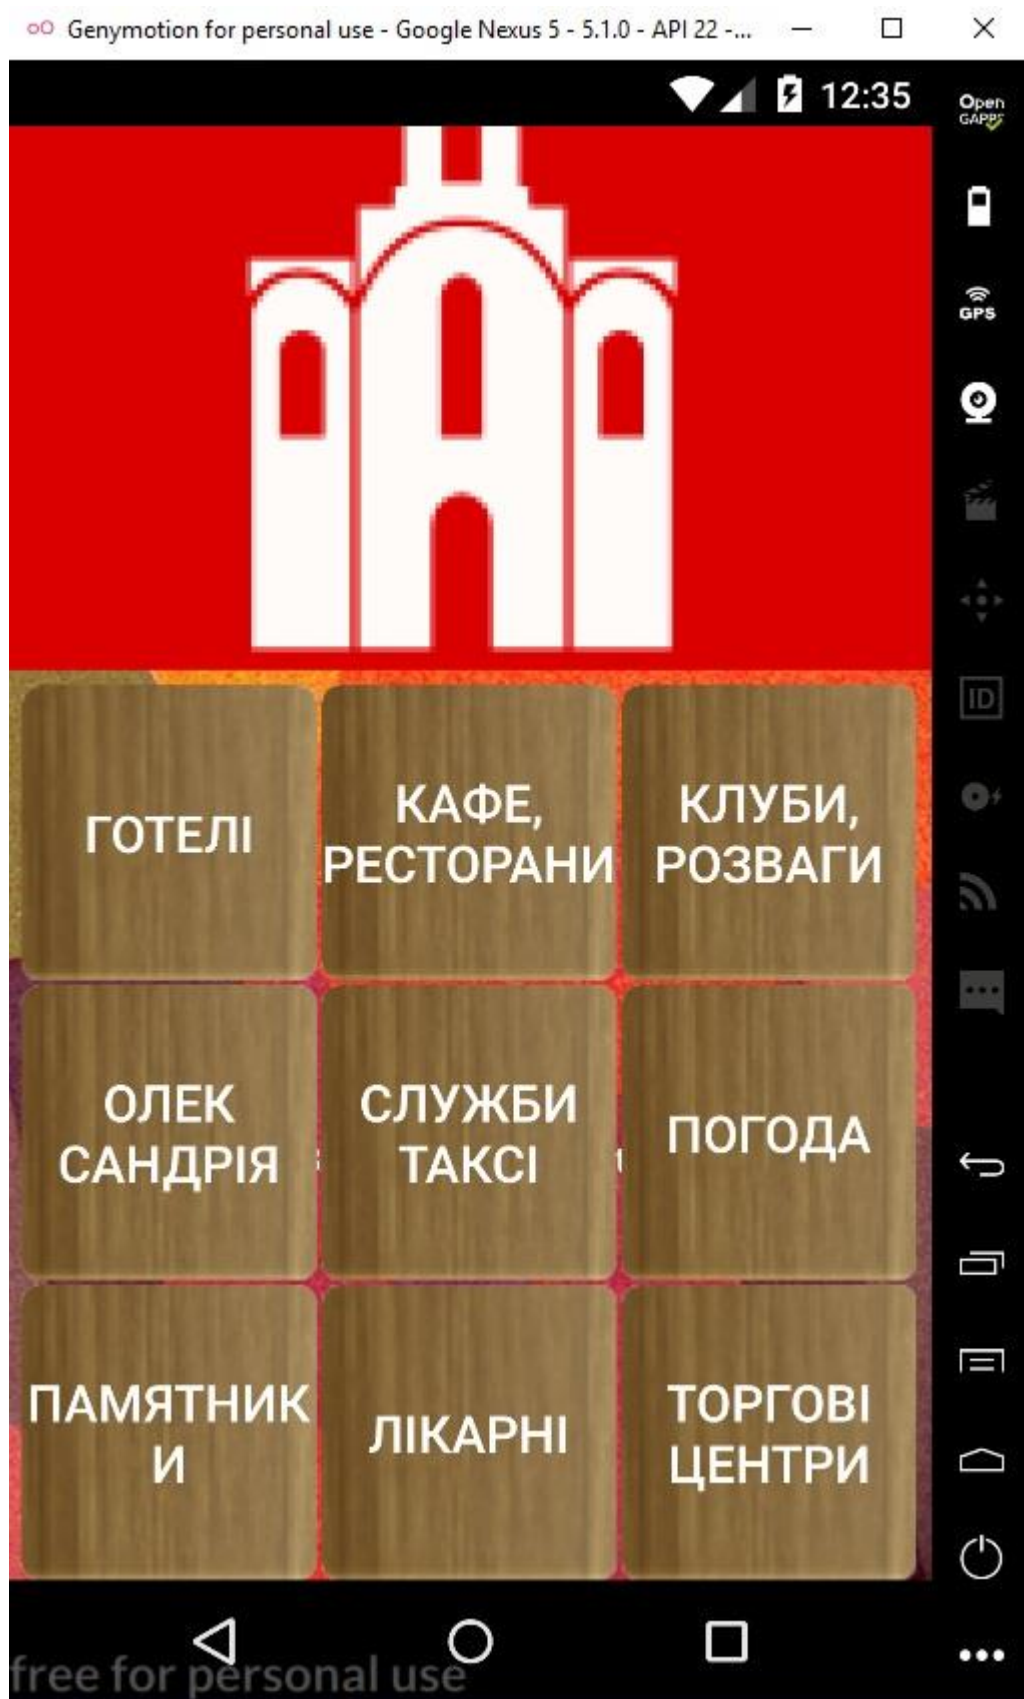 Genymotion for personal use - Google Nexus 5 - 5.1.0 - API 22 -...
12:35
Open
GAPPS
GPS
ID
ГОТЕЛІ
КАФЕ,
РЕСТОРАНИ
КЛУБИ,
РОЗВАГИ
ОЛЕК
САНДРІЯ
СЛУЖБИ
ТАКСІ
ПОГОДА
ПАМЯТНИК
И
ЛІКАРНІ
ТОРГОВІ
ЦЕНТРИ
free for personal use